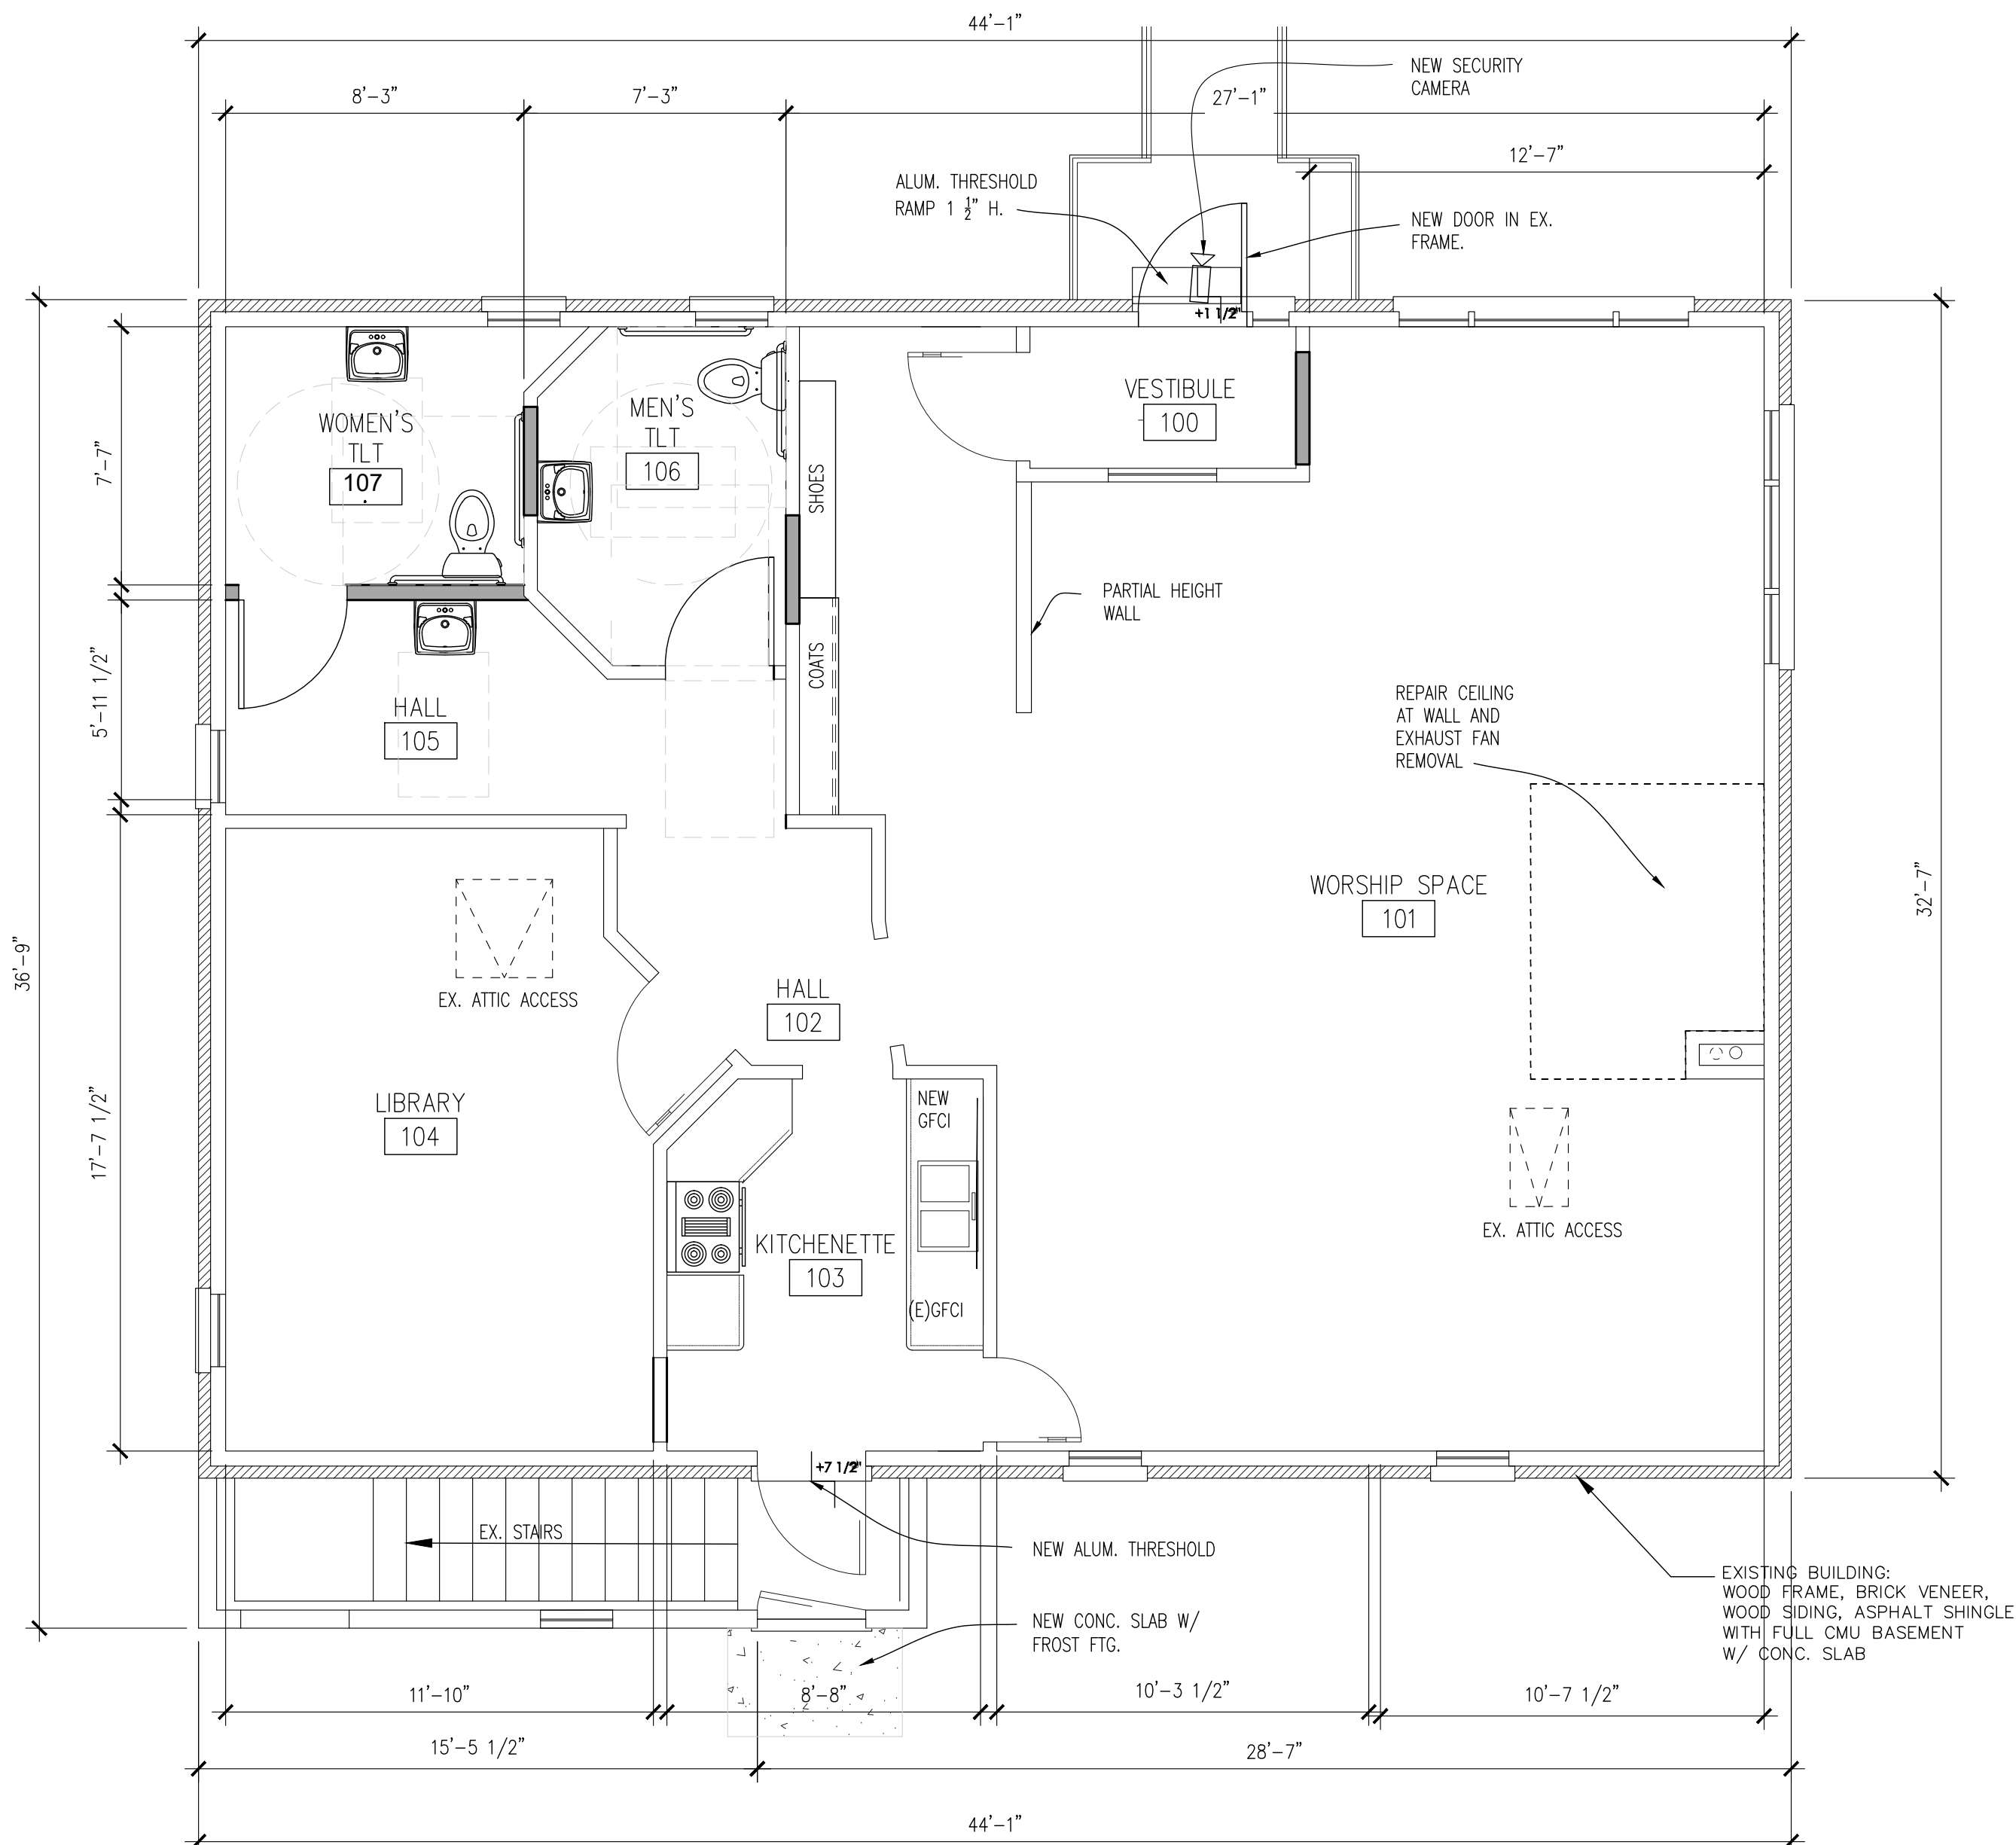 44'-1"
NEW SECURITY
CAMERA
8'-3"
7'-3"
27'-1"
12'-7"
ALUM. THRESHOLD
RAMP 1 1/2" H.
NEW DOOR IN EX.
FRAME.
+1 1/2"
VESTIBULE
100
WOMEN'S
TLT
107
MEN'S
TLT
106
SHOES
7'-7"
PARTIAL HEIGHT
WALL
COATS
5'-11 1/2"
HALL
105
REPAIR CEILING
AT WALL AND
EXHAUST FAN
REMOVAL
WORSHIP SPACE
101
32'-7"
36'-9"
EX. ATTIC ACCESS
HALL
102
17'-7 1/2"
LIBRARY
104
NEW
GFCI
EX. ATTIC ACCESS
KITCHENETTE
103
(E)GFCI
+7 1/2"
EX. STAIRS
NEW ALUM. THRESHOLD
NEW CONC. SLAB W/
FROST FTG.
EXISTING BUILDING:
WOOD FRAME, BRICK VENEER,
WOOD SIDING, ASPHALT SHINGLE
WITH FULL CMU BASEMENT
W/ CONC. SLAB
11'-10"
8'-8"
10'-3 1/2"
10'-7 1/2"
15'-5 1/2"
28'-7"
44'-1"